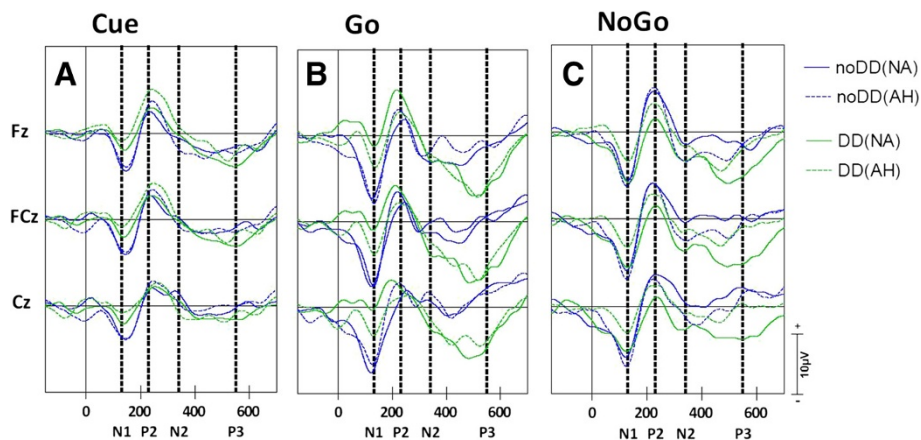 Cue Go NoGo
A B C
noDD(NA)
noDD(AH)
DD(NA)
DD(AH)
Fz
FCz
Cz
+
10μV
-
0 200 400 600 0 200 400 600 0 200 400 600
N1 P2 N2 P3 N1 P2 N2 P3 N1 P2 N2 P3